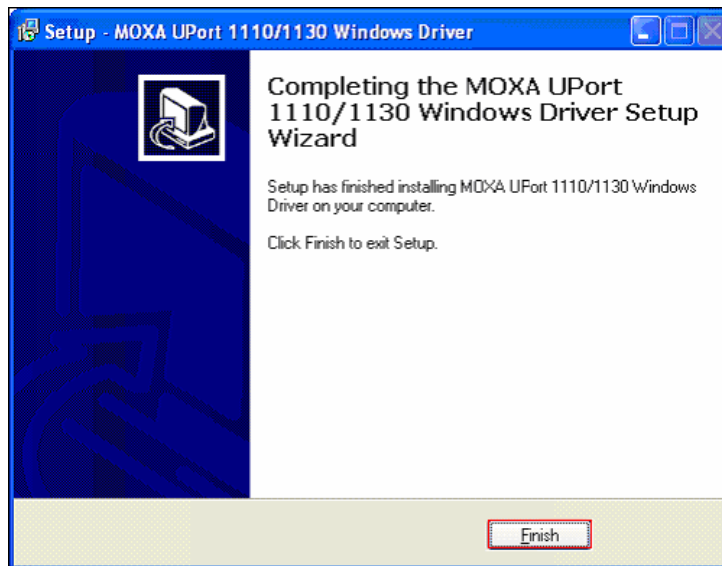 Setup - MOXA UPort 1110/1130 Windows Driver
Completing the MOXA UPort
1110/1130 Windows Driver Setup
Wizard
Setup has finished installing MOXA UFort 1110/1130 Windows
Driver on your computer.
Click Finish to exit Setup.
Finish